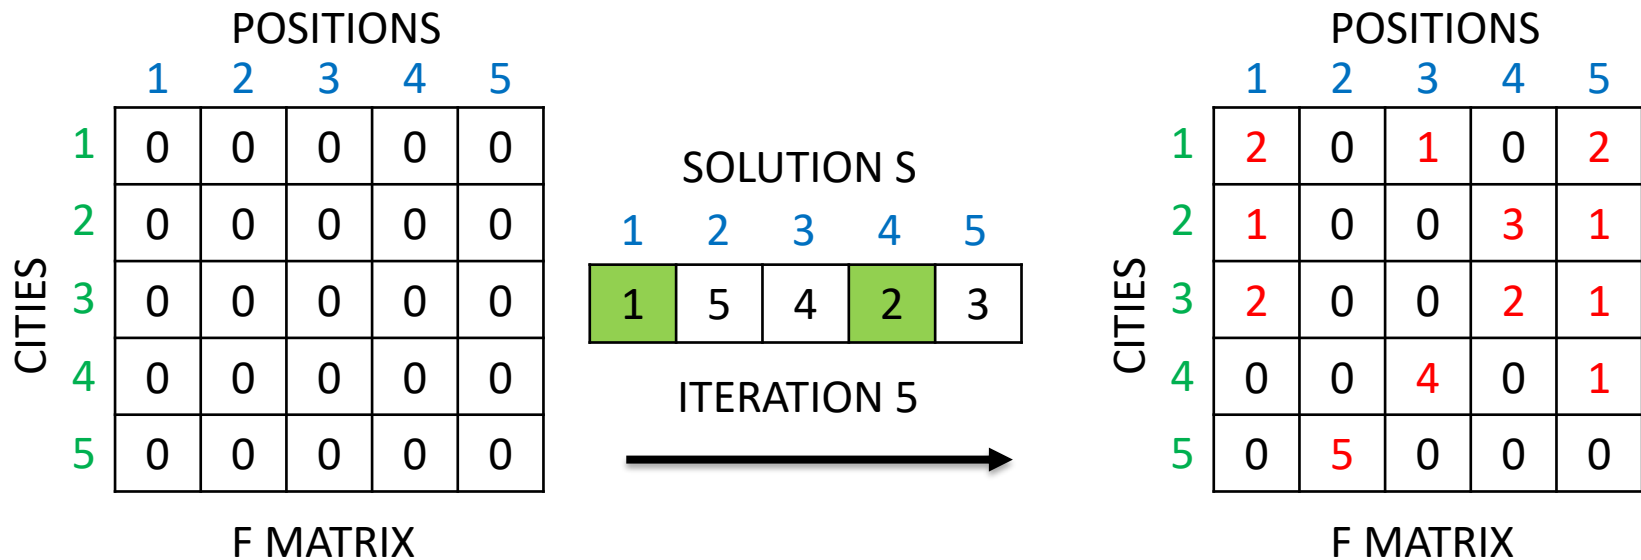 POSITIONS
1 2 3 4 5
CITIES
1 0 0 0 0 0
2 0 0 0 0 0
3 0 0 0 0 0
4 0 0 0 0 0
5 0 0 0 0 0
F MATRIX
SOLUTION S
1 2 3 4 5
1 5 4 2 3
ITERATION 5
POSITIONS
1 2 3 4 5
CITIES
1 2 0 1 0 2
2 1 0 0 3 1
3 2 0 0 2 1
4 0 0 4 0 1
5 0 5 0 0 0
F MATRIX